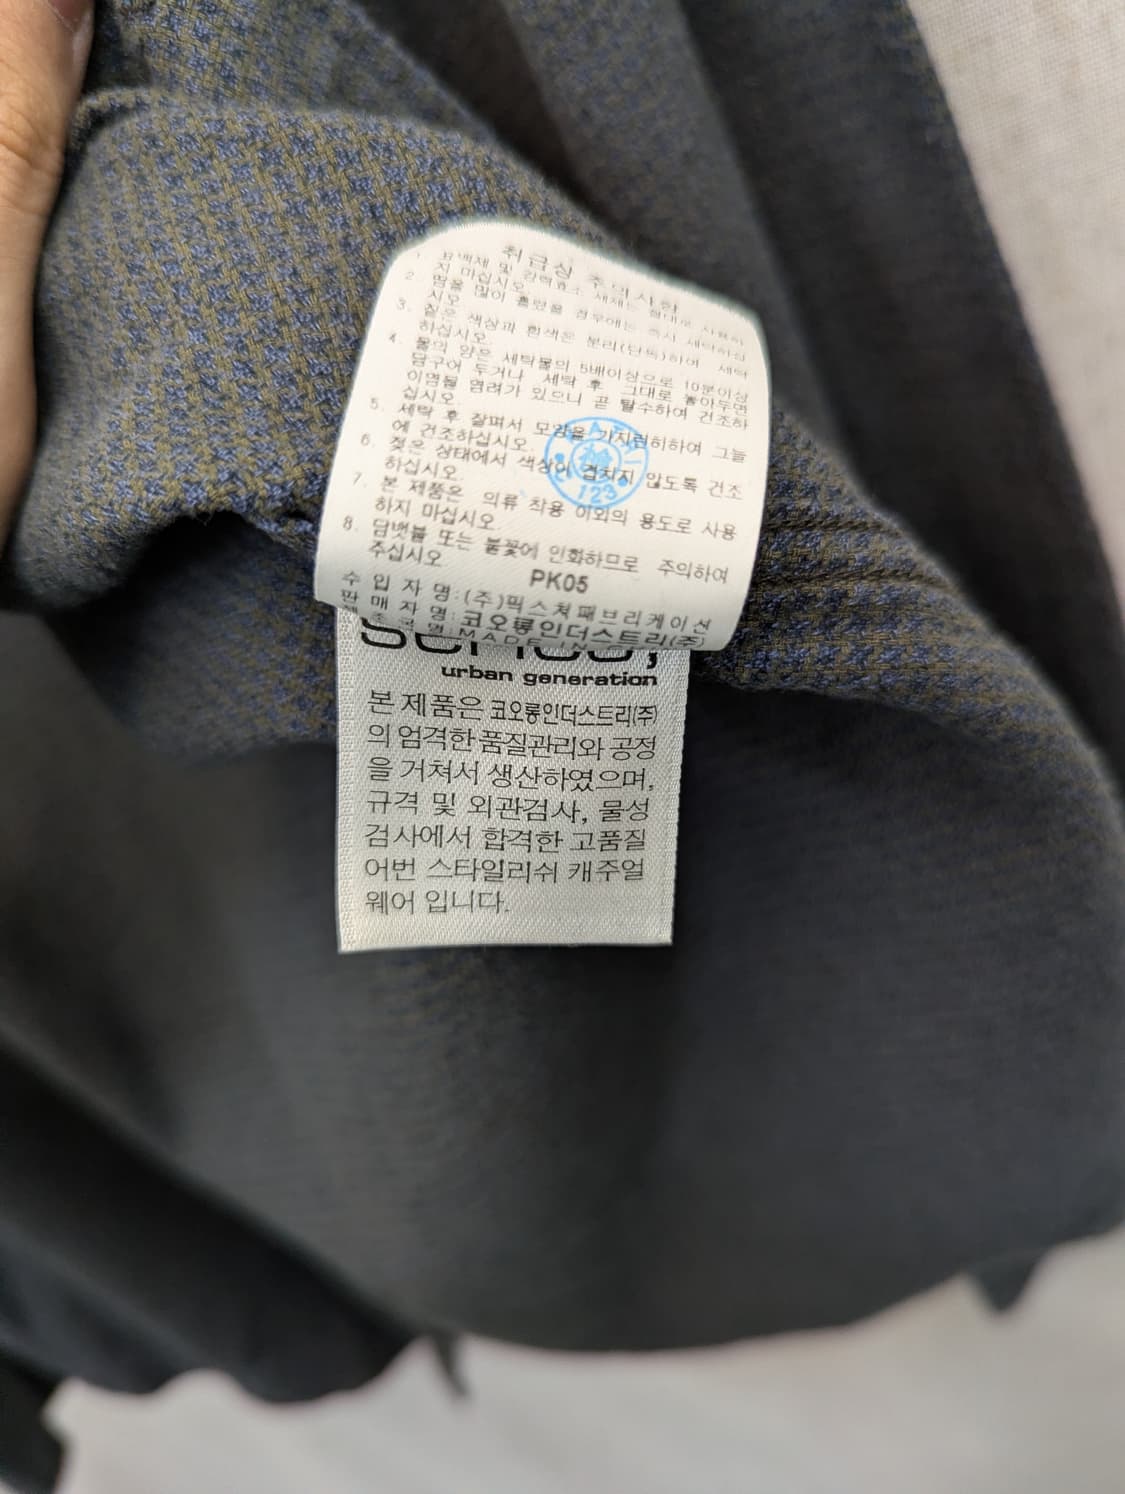 취급상 주의사항
1. 표백제 및 강력효소 세제는 절대로 사용하
지 마십시오.
2. 땀을 많이 흘렸을 경우에는 즉시 세탁하십
시오.
3. 짙은 색상과 흰색은 분리(단독)하여 세탁
하십시오.
4. 물의 양은 세탁물의 5배이상으로 10분이상
담구어 두거나 세탁 후 그대로 놓아두면
이염될 염려가 있으니 곧 탈수하여 건조하
십시오.
5. 세탁 후 잘펴서 모양을 가지런히하여 그늘
에 건조하십시오.
6. 젖은 상태에서 색상이 겹치지 않도록 건조
하십시오.
7. 본 제품은 의류 착용 이외의 용도로 사용
하지 마십시오.
8. 담뱃불 또는 불꽃에 인화하므로 주의하여
주십시오
PK05
수입자명:(주)픽스쳐패브리케이션
판매자명:코오롱인더스트리(주)
MADE IN
123
urban generation
본 제품은 코오롱인더스트리(주)
의 엄격한 품질관리와 공정
을 거쳐서 생산하였으며,
규격 및 외관검사, 물성
검사에서 합격한 고품질
어번 스타일리쉬 캐주얼
웨어 입니다.